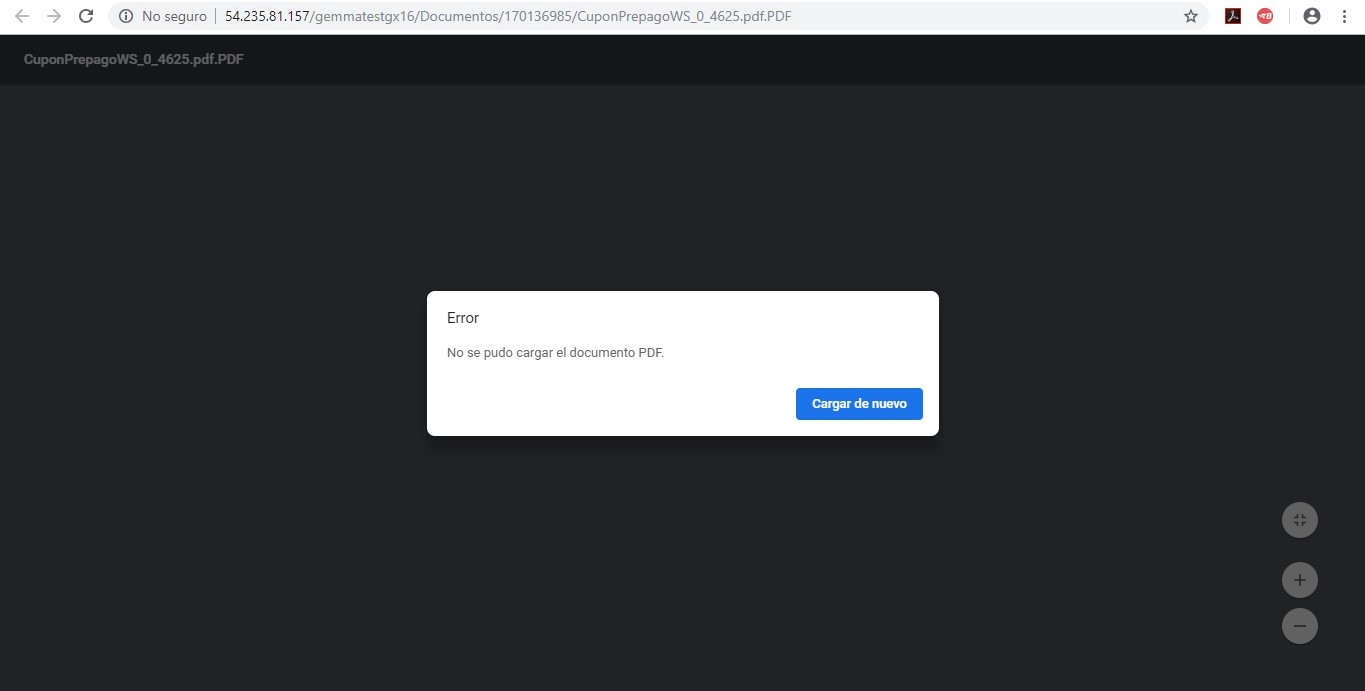 No seguro
54.235.81.157/gemmatestgx16/Documentos/170136985/CuponPrepagoWS_0_4625.pdf.PDF
CuponPrepagoWS_0_4625.pdf.PDF
Error
No se pudo cargar el documento PDF.
Cargar de nuevo